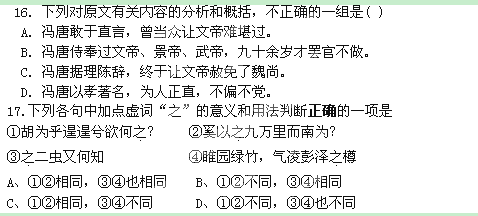 16. 下列对原文有关内容的分析和概括，不正确的一组是( )
A. 冯唐敢于直言，曾当众让文帝难堪过。
B. 冯唐侍奉过文帝、景帝、武帝，九十余岁才罢官不做。
C. 冯唐据理陈辞，终于让文帝赦免了魏尚。
D. 冯唐以孝著名，为人正直，不偏不党。
17.下列各句中加点虚词“之”的意义和用法判断正确的一项是
①胡为乎遑遑兮欲何之？ ②奚以之九万里而南为？
③之二虫又何知 ④睢园绿竹，气凌彭泽之樽
A、①②相同，③④也相同 B、①②不同，③④相同
C、①②相同，③④不同 D、①②不同，③④也不同